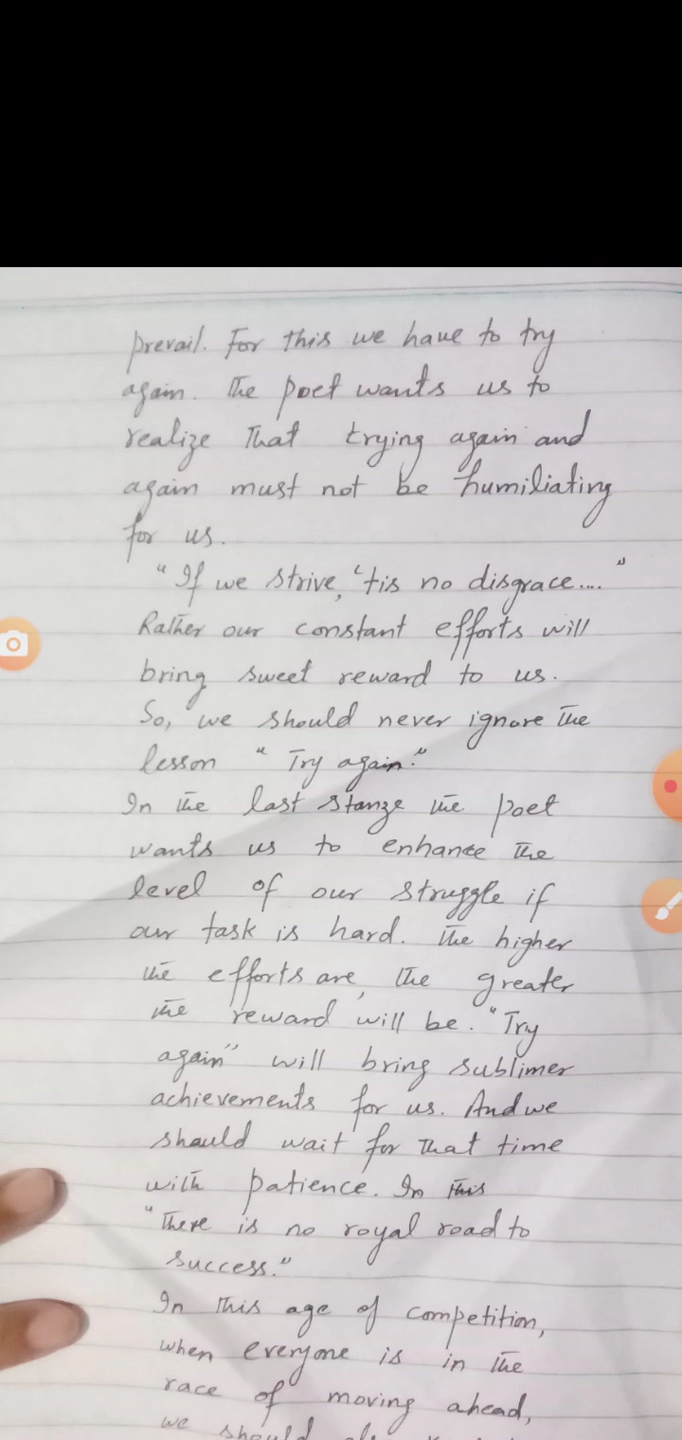 prevail. For this we have to try
again. The poet wants us to
realize that trying again and
again must not be humiliating
for us.
"If we strive, 'tis no disgrace...."
Rather our constant efforts will
bring sweet reward to us.
So, we should never ignore the
lesson "Try again."
In the last stanze the poet
wants us to enhance the
level of our struggle if
our task is hard. The higher
the efforts are, the greater
the reward will be. "Try
again" will bring sublimer
achievements for us. And we
should wait for that time
with patience. In this
"There is no royal road to
success."
In this age of competition,
when everyone is in the
race of moving ahead,
we should